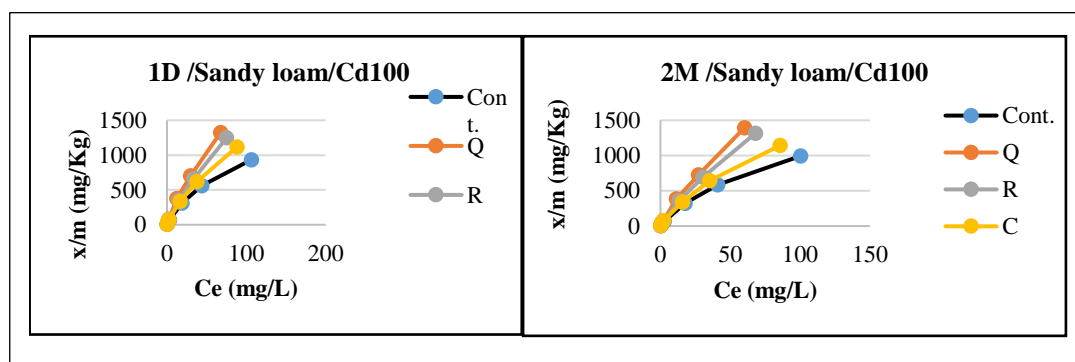 1D /Sandy loam/Cd100
x/m (mg/Kg)
1500
1000
500
0
0 100 200
Ce (mg/L)
Con
t.
Q
R
2M /Sandy loam/Cd100
x/m (mg/Kg)
1500
1000
500
0
0 50 100 150
Ce (mg/L)
Cont.
Q
R
C